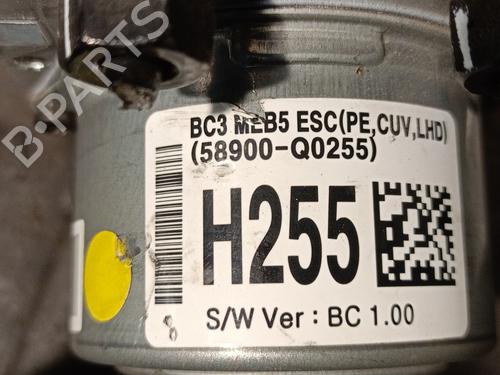 B-PARTS
BC3 MEB5 ESC(PE,CUV,LHD)
(58900-Q0255)
H255
S/W Ver : BC 1.00